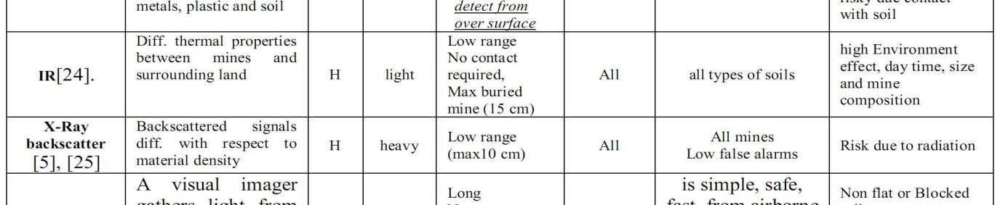 metals, plastic and soil
detect from
over surface
risky due contact
with soil
IR[24].
Diff. thermal properties
between mines and
surrounding land
H
light
Low range
No contact
required,
Max buried
mine (15 cm)
All
all types of soils
high Environment
effect, day time, size
and mine
composition
X-Ray
backscatter
[5], [25]
Backscattered signals
diff. with respect to
material density
H
heavy
Low range
(max10 cm)
All
All mines
Low false alarms
Risk due to radiation
A visual imager
gathers light from
Long
is simple, safe,
fast, from airborne
Non flat or Blocked